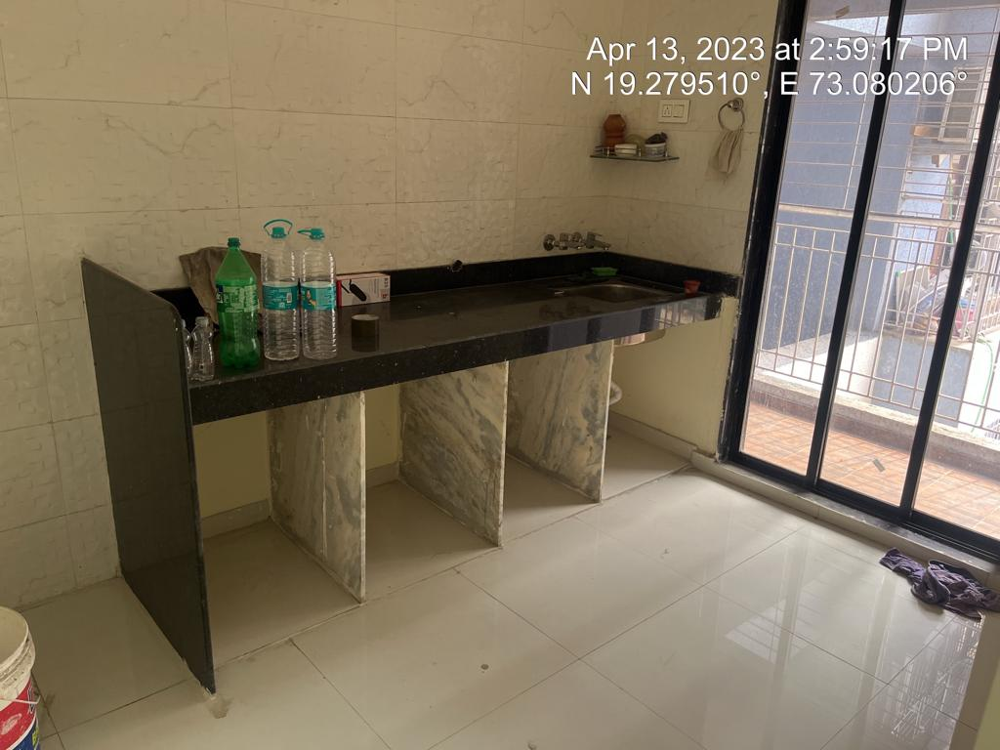 Apr 13, 2023 at 2:59:17 PM
N 19.279510°, E 73.080206°